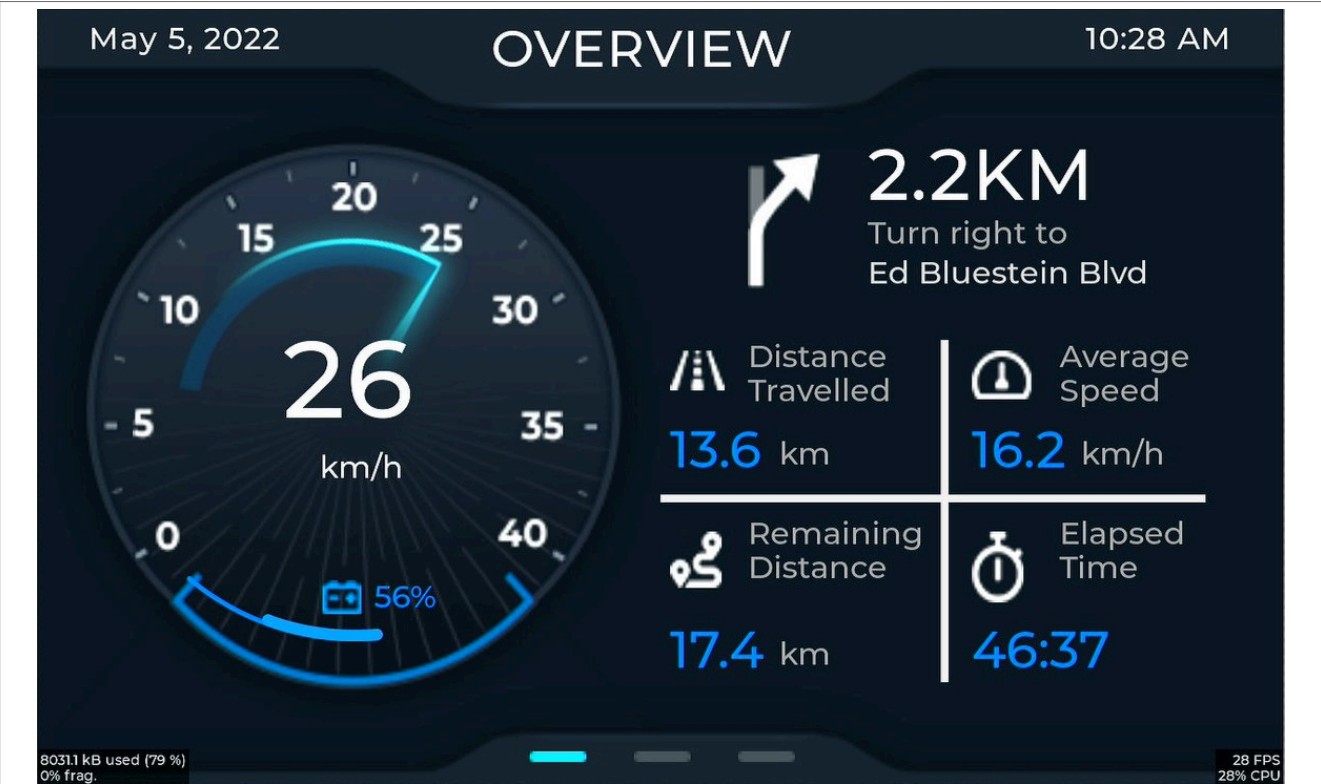 May 5, 2022
OVERVIEW
10:28 AM
20
15
25
10
30
26
5
35
km/h
0
40
56%
2.2KM
Turn right to
Ed Bluestein Blvd
Distance
Travelled
13.6 km
Average
Speed
16.2 km/h
Remaining
Distance
17.4 km
Elapsed
Time
46:37
8031.1 kB used (79 %)
0% frag.
28 FPS
28% CPU